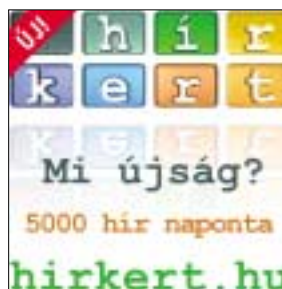 ÚJ!
hír
kert
Mi újság?
5000 hír naponta
hirkert.hu